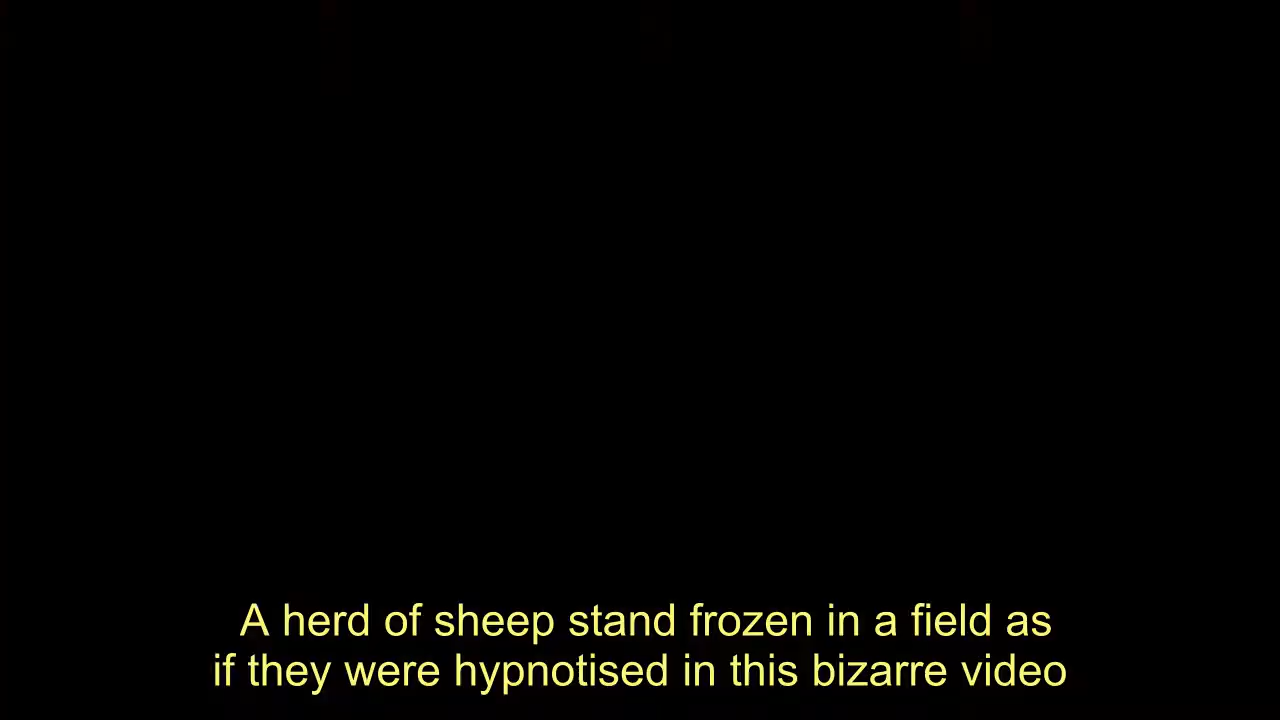 A herd of sheep stand frozen in a field as
if they were hypnotised in this bizarre video